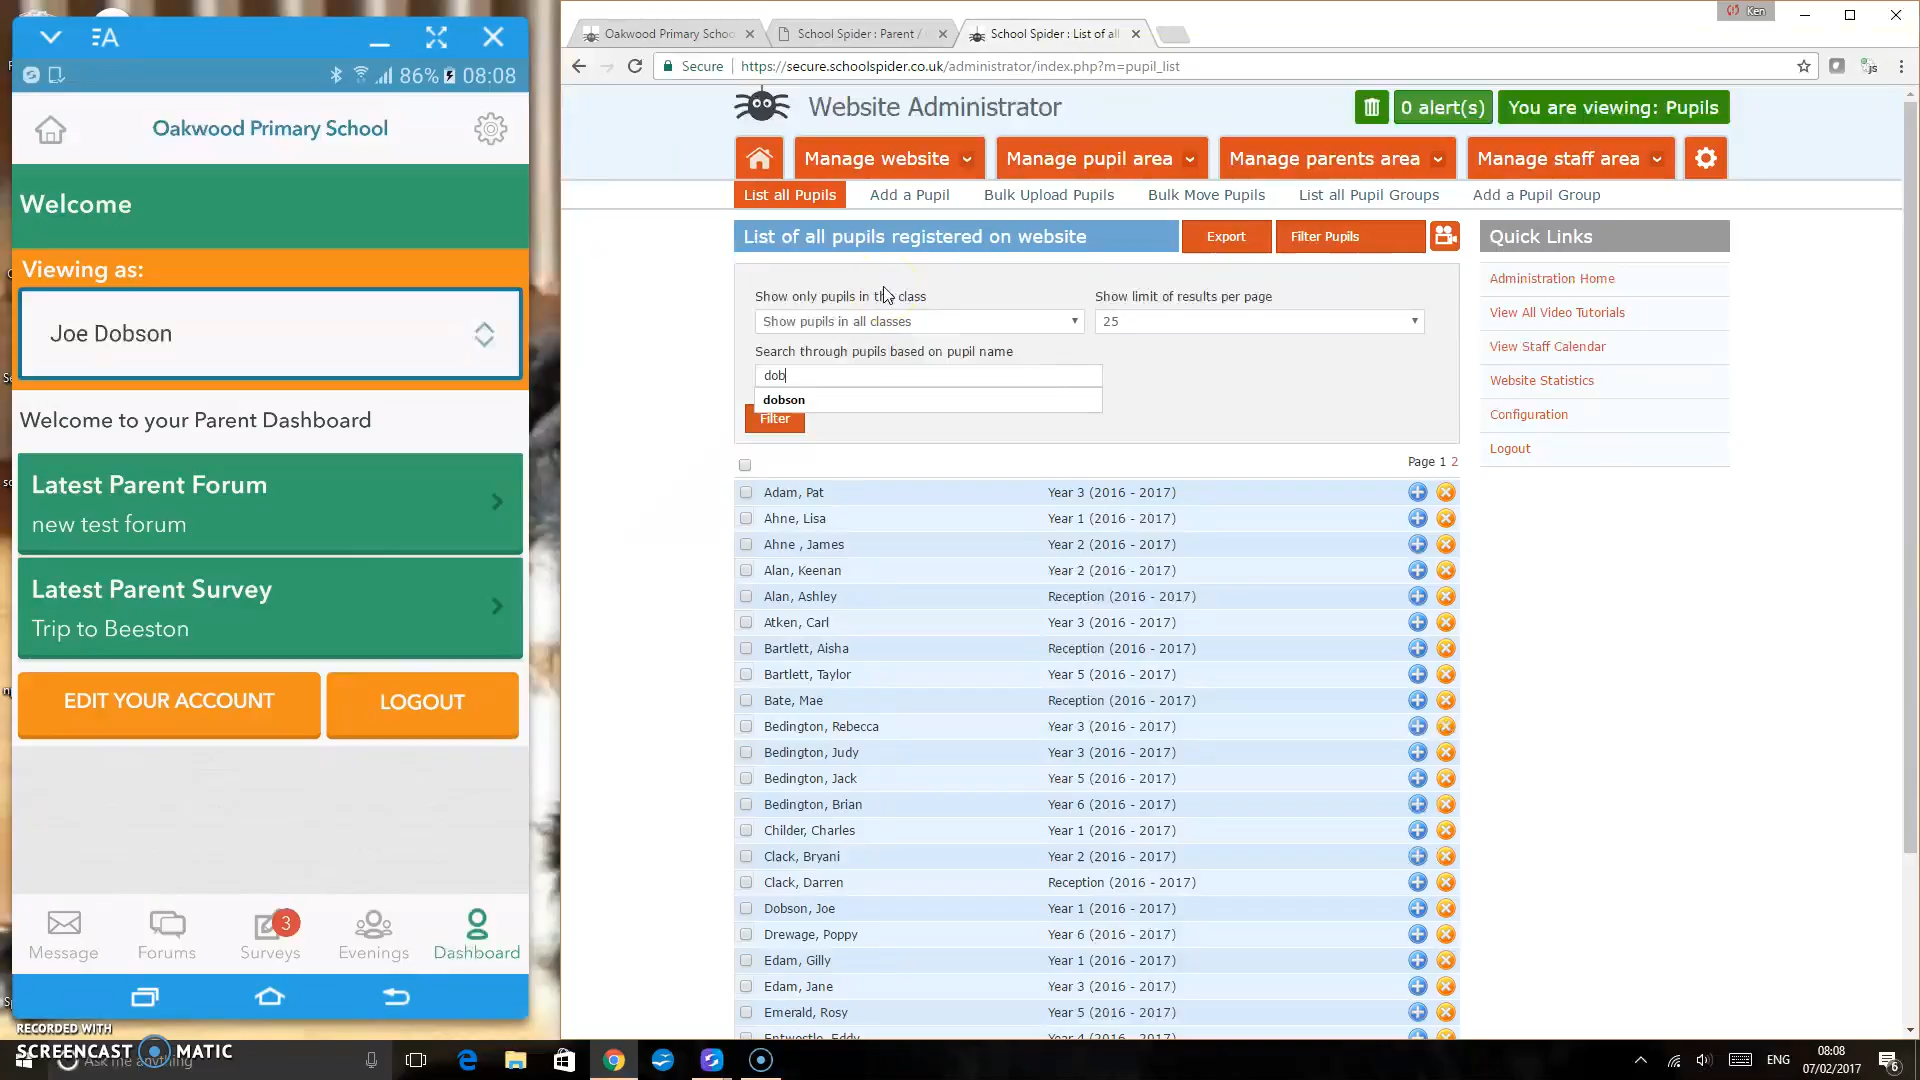 86% 08:08
Oakwood Primary School
Welcome
Viewing as:
Joe Dobson
Welcome to your Parent Dashboard
Latest Parent Forum
new test forum
Latest Parent Survey
Trip to Beeston
EDIT YOUR ACCOUNT
LOGOUT
3
Message
Forums
Surveys
Evenings
Dashboard
RECORDED WITH
SCREENCAST MATIC
Ask me anything
Oakwood Primary Schoo
School Spider : Parent /
School Spider : List of all
Ken
Secure
https://secure.schoolspider.co.uk/administrator/index.php?m=pupil_list
Website Administrator
0 alert(s)
You are viewing: Pupils
Manage website
Manage pupil area
Manage parents area
Manage staff area
List all Pupils
Add a Pupil
Bulk Upload Pupils
Bulk Move Pupils
List all Pupil Groups
Add a Pupil Group
List of all pupils registered on website
Export
Filter Pupils
Show only pupils in the class
Show limit of results per page
Show pupils in all classes
25
Search through pupils based on pupil name
dob
dobson
Filter
Page 1 2
Adam, Pat Year 3 (2016 - 2017)
Ahne, Lisa Year 1 (2016 - 2017)
Ahne , James Year 2 (2016 - 2017)
Alan, Keenan Year 2 (2016 - 2017)
Alan, Ashley Reception (2016 - 2017)
Atken, Carl Year 3 (2016 - 2017)
Bartlett, Aisha Reception (2016 - 2017)
Bartlett, Taylor Year 5 (2016 - 2017)
Bate, Mae Reception (2016 - 2017)
Bedington, Rebecca Year 3 (2016 - 2017)
Bedington, Judy Year 3 (2016 - 2017)
Bedington, Jack Year 5 (2016 - 2017)
Bedington, Brian Year 6 (2016 - 2017)
Childer, Charles Year 1 (2016 - 2017)
Clack, Bryani Year 2 (2016 - 2017)
Clack, Darren Reception (2016 - 2017)
Dobson, Joe Year 1 (2016 - 2017)
Drewage, Poppy Year 6 (2016 - 2017)
Edam, Gilly Year 1 (2016 - 2017)
Edam, Jane Year 3 (2016 - 2017)
Emerald, Rosy Year 5 (2016 - 2017)
Entwostle, Eddy Year 4 (2016 - 2017)
Quick Links
Administration Home
View All Video Tutorials
View Staff Calendar
Website Statistics
Configuration
Logout
ENG
08:08
07/02/2017
6